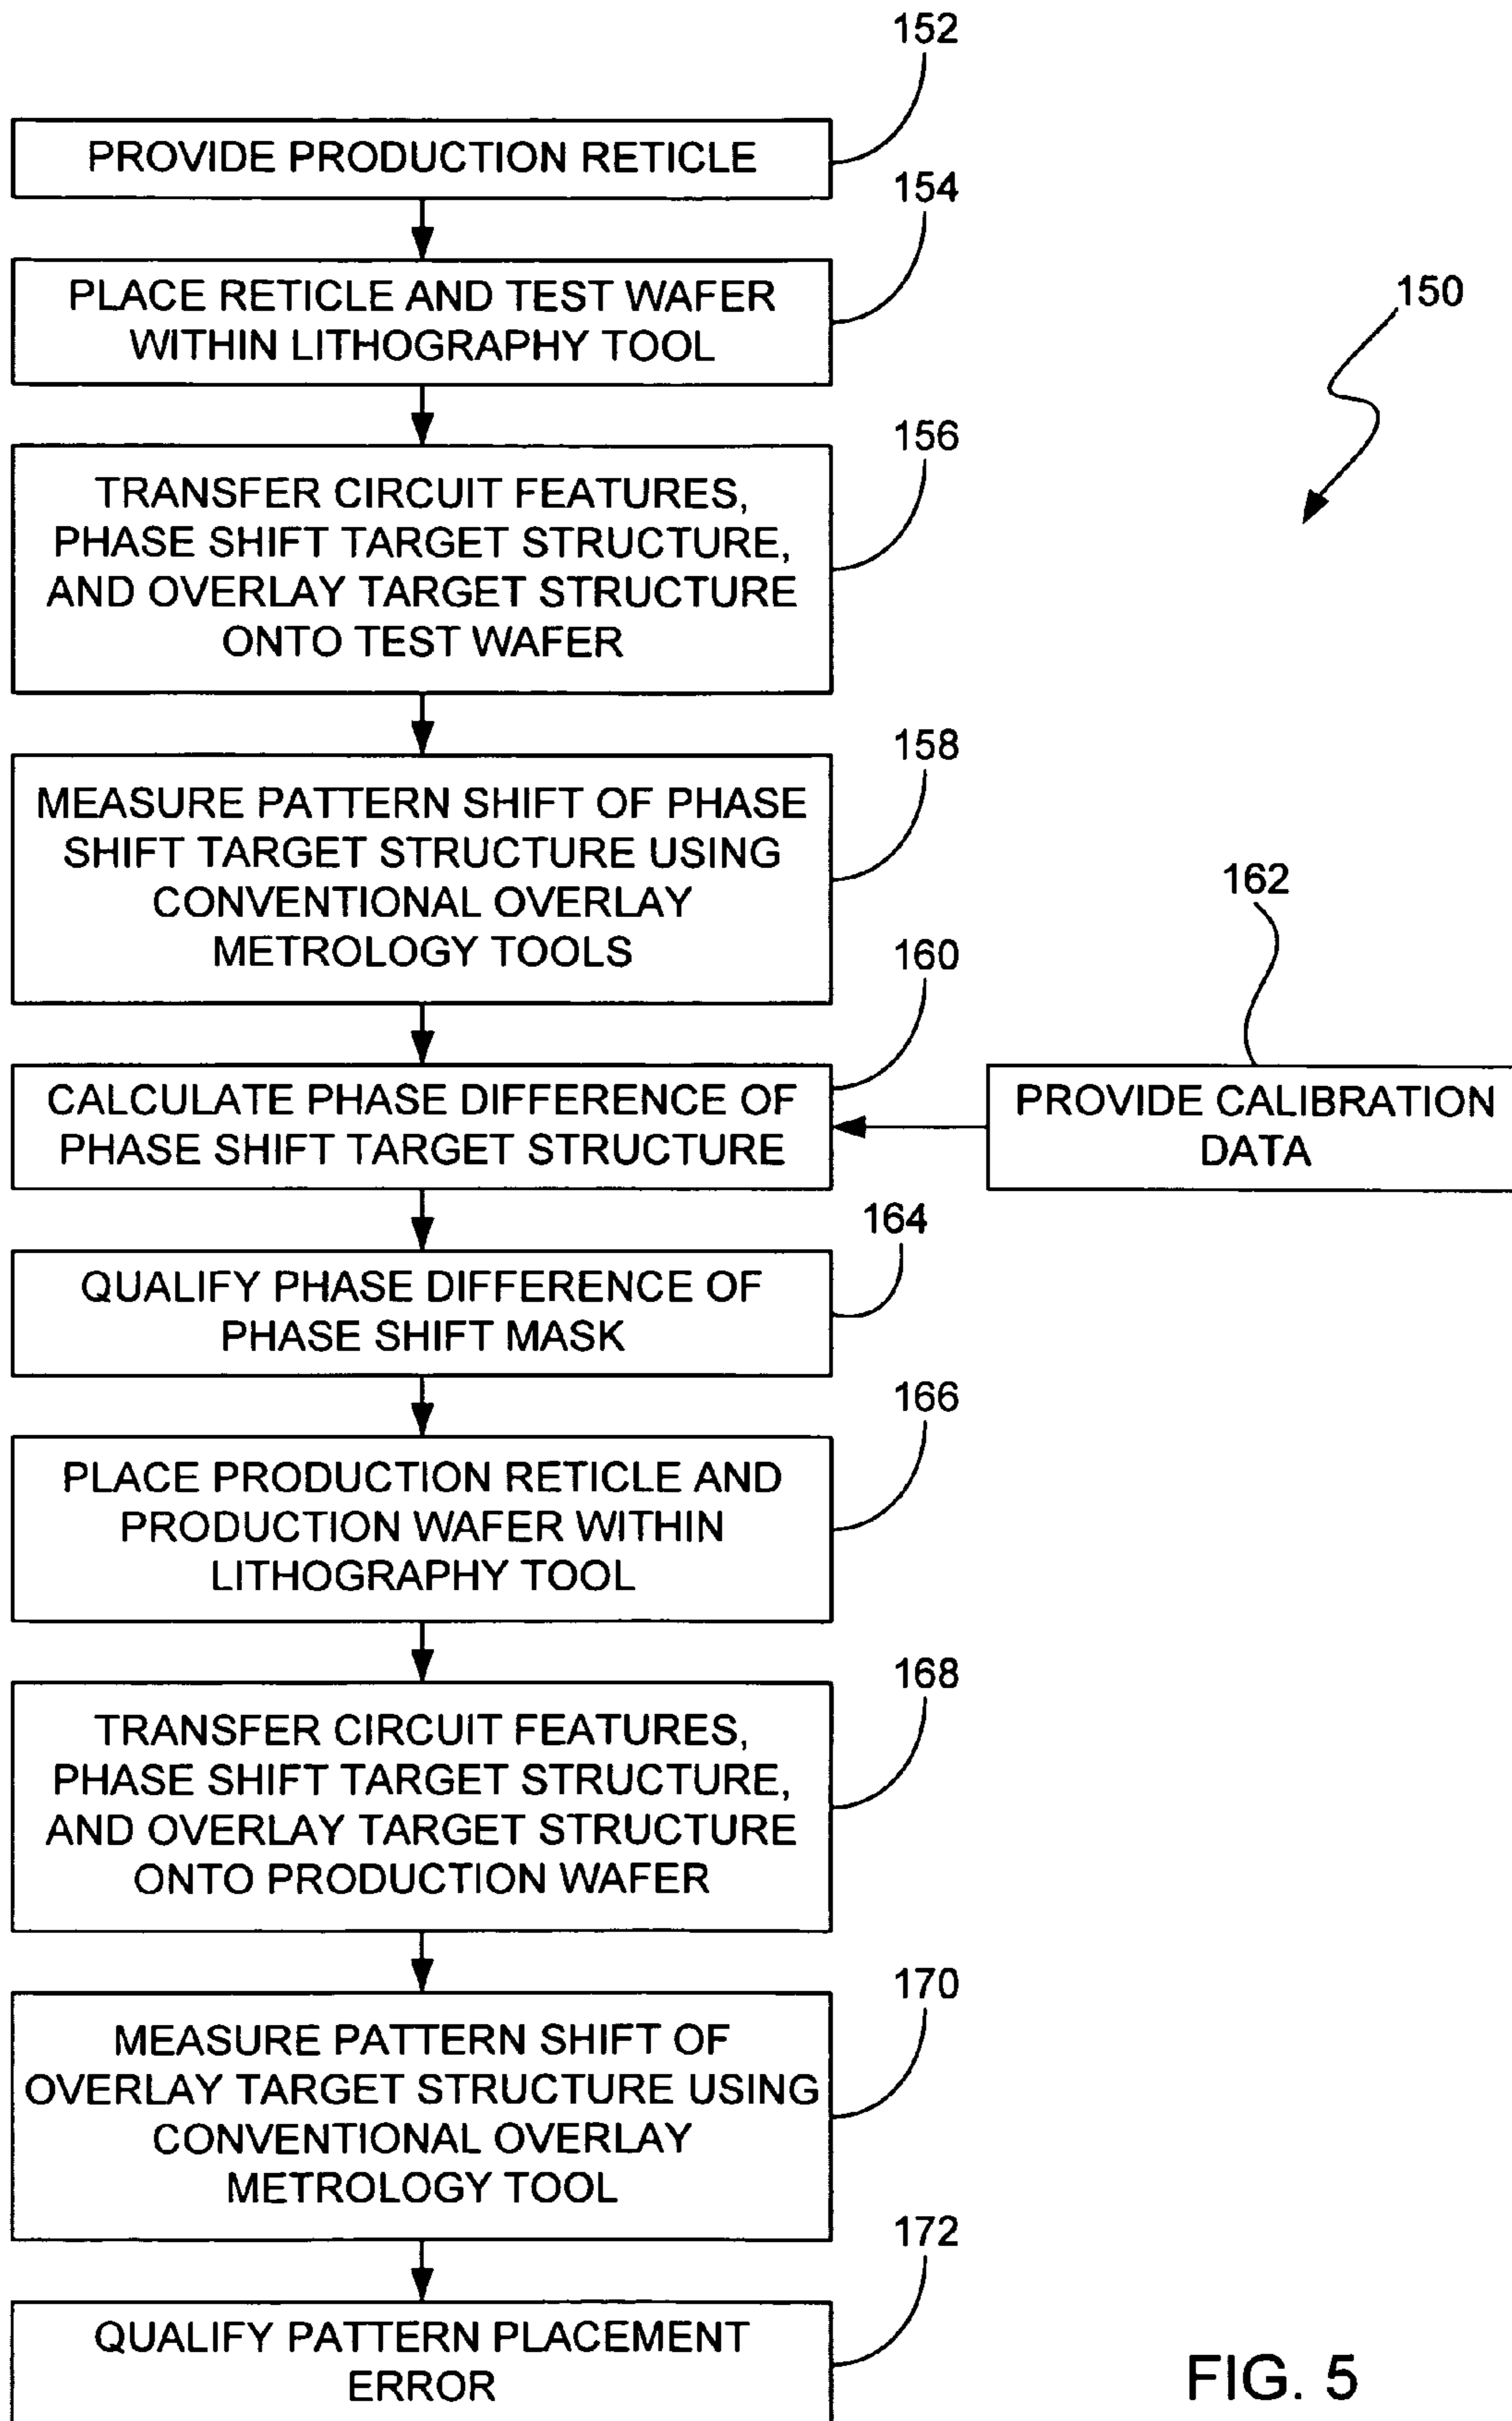 152
PROVIDE PRODUCTION RETICLE
154
PLACE RETICLE AND TEST WAFER
WITHIN LITHOGRAPHY TOOL
150
156
TRANSFER CIRCUIT FEATURES,
PHASE SHIFT TARGET STRUCTURE,
AND OVERLAY TARGET STRUCTURE
ONTO TEST WAFER
158
MEASURE PATTERN SHIFT OF PHASE
SHIFT TARGET STRUCTURE USING
CONVENTIONAL OVERLAY
METROLOGY TOOLS
160
CALCULATE PHASE DIFFERENCE OF
PHASE SHIFT TARGET STRUCTURE
162
PROVIDE CALIBRATION
DATA
164
QUALIFY PHASE DIFFERENCE OF
PHASE SHIFT MASK
166
PLACE PRODUCTION RETICLE AND
PRODUCTION WAFER WITHIN
LITHOGRAPHY TOOL
168
TRANSFER CIRCUIT FEATURES,
PHASE SHIFT TARGET STRUCTURE,
AND OVERLAY TARGET STRUCTURE
ONTO PRODUCTION WAFER
170
MEASURE PATTERN SHIFT OF
OVERLAY TARGET STRUCTURE USING
CONVENTIONAL OVERLAY
METROLOGY TOOL
172
QUALIFY PATTERN PLACEMENT
ERROR
FIG. 5